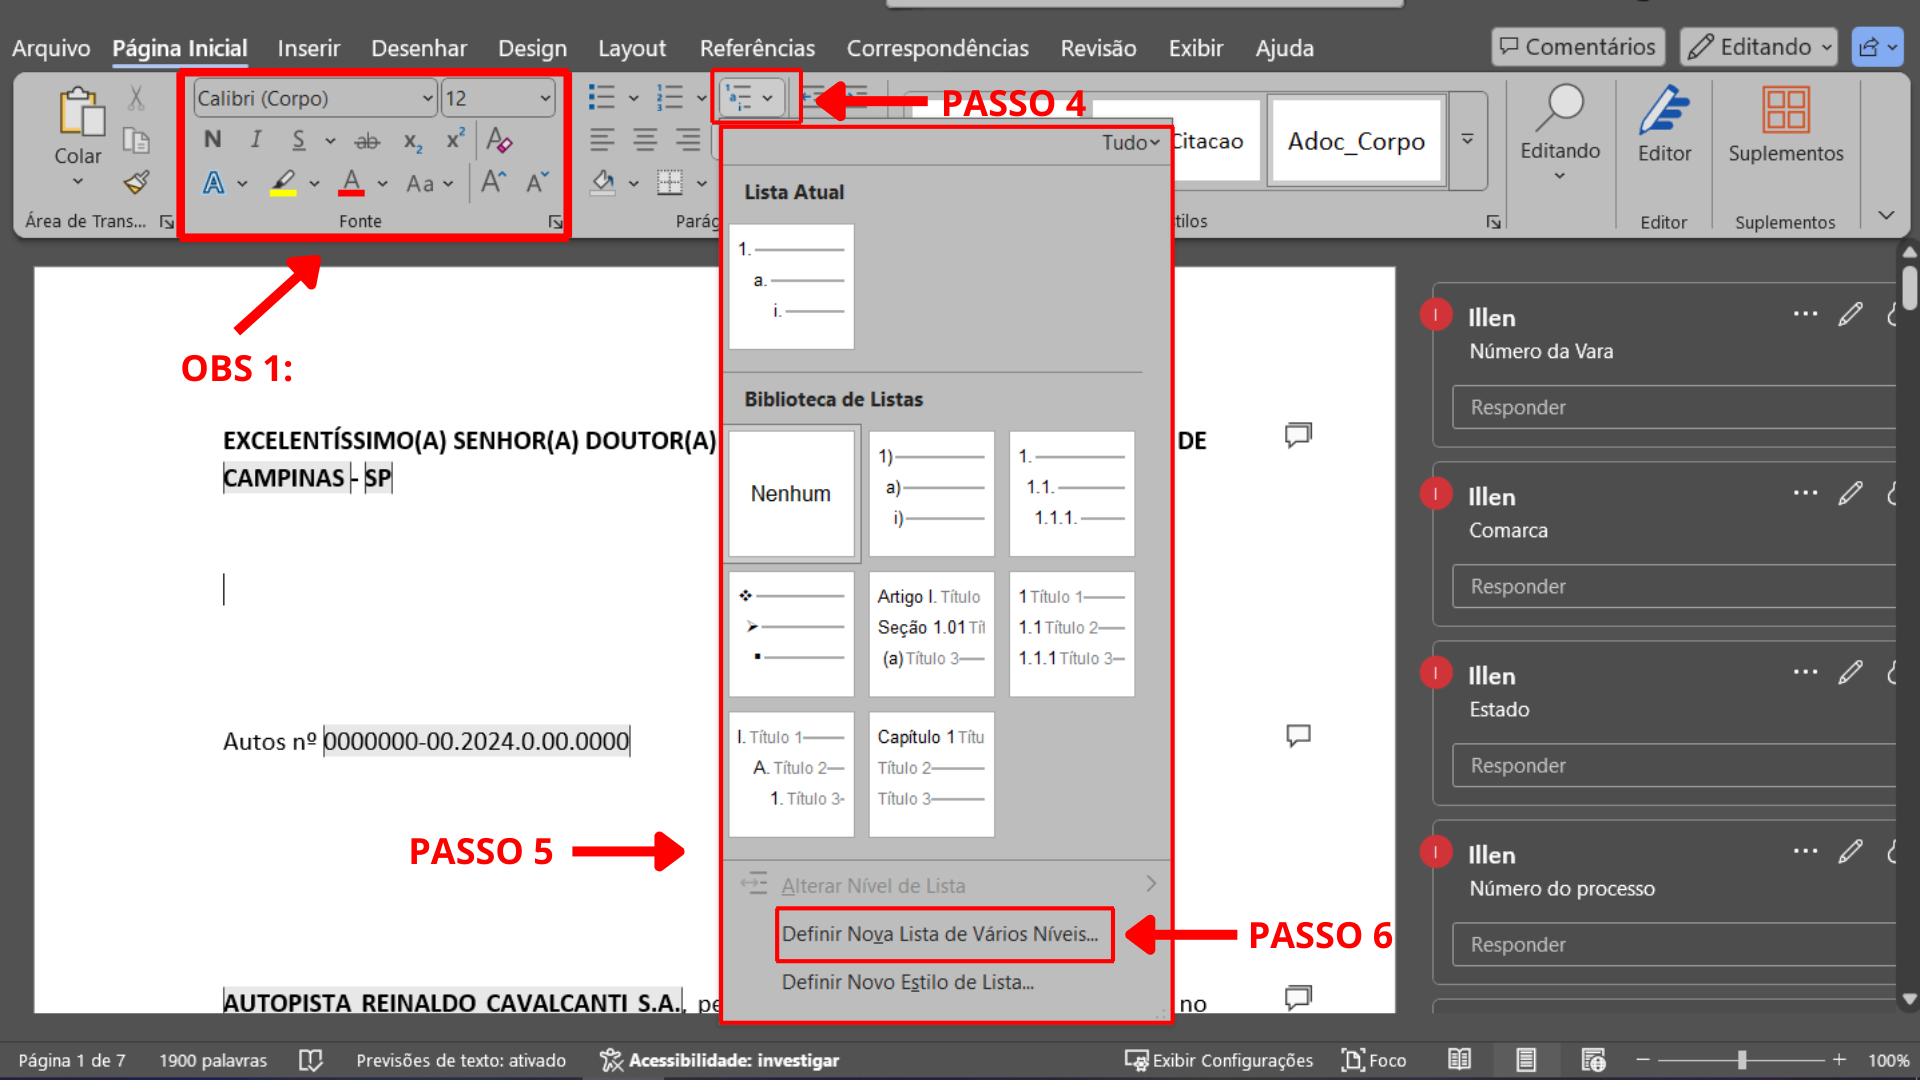 Arquivo Página Inicial Inserir Desenhar Design Layout Referências Correspondências Revisão Exibir Ajuda Comentários Editando
Calibri (Corpo) 12
PASSO 4
N I S ab x₂ x² A
Colar
Tudo
Citacao Adoc_Corpo
Editando Editor Suplementos
A A Aa A A
Área de Trans... Fonte Parág tilos Editor Suplementos
OBS 1:
Lista Atual
1.
a.
i.
Biblioteca de Listas
Nenhum
1)
a)
i)
1.
1.1.
1.1.1.
Artigo I. Título
Seção 1.01 Tít
(a) Título 3
1 Título 1
1.1 Título 2
1.1.1 Título 3
I. Título 1
A. Título 2
1. Título 3
Capítulo 1 Títu
Título 2
Título 3
PASSO 5
Alterar Nível de Lista
Definir Nova Lista de Vários Níveis...
PASSO 6
Definir Novo Estilo de Lista...
EXCELENTÍSSIMO(A) SENHOR(A) DOUTOR(A) DE
CAMPINAS - SP
Autos nº 0000000-00.2024.0.00.0000
AUTOPISTA REINALDO CAVALCANTI S.A., pe no
I Illen
Número da Vara
Responder
I Illen
Comarca
Responder
I Illen
Estado
Responder
I Illen
Número do processo
Responder
Página 1 de 7 1900 palavras Previsões de texto: ativado Acessibilidade: investigar Exibir Configurações Foco 100%